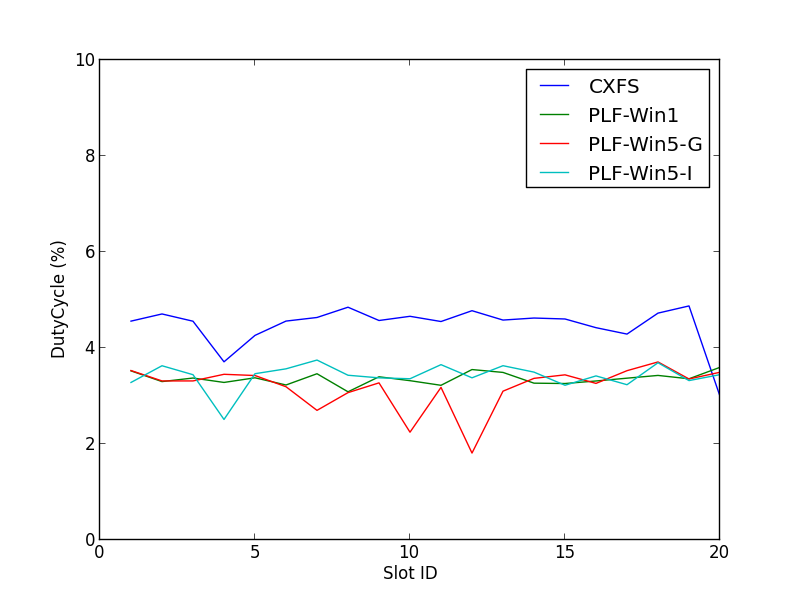 10
8
6
4
2
0
DutyCycle (%)
CXFS
PLF-Win1
PLF-Win5-G
PLF-Win5-I
0 5 10 15 20
Slot ID